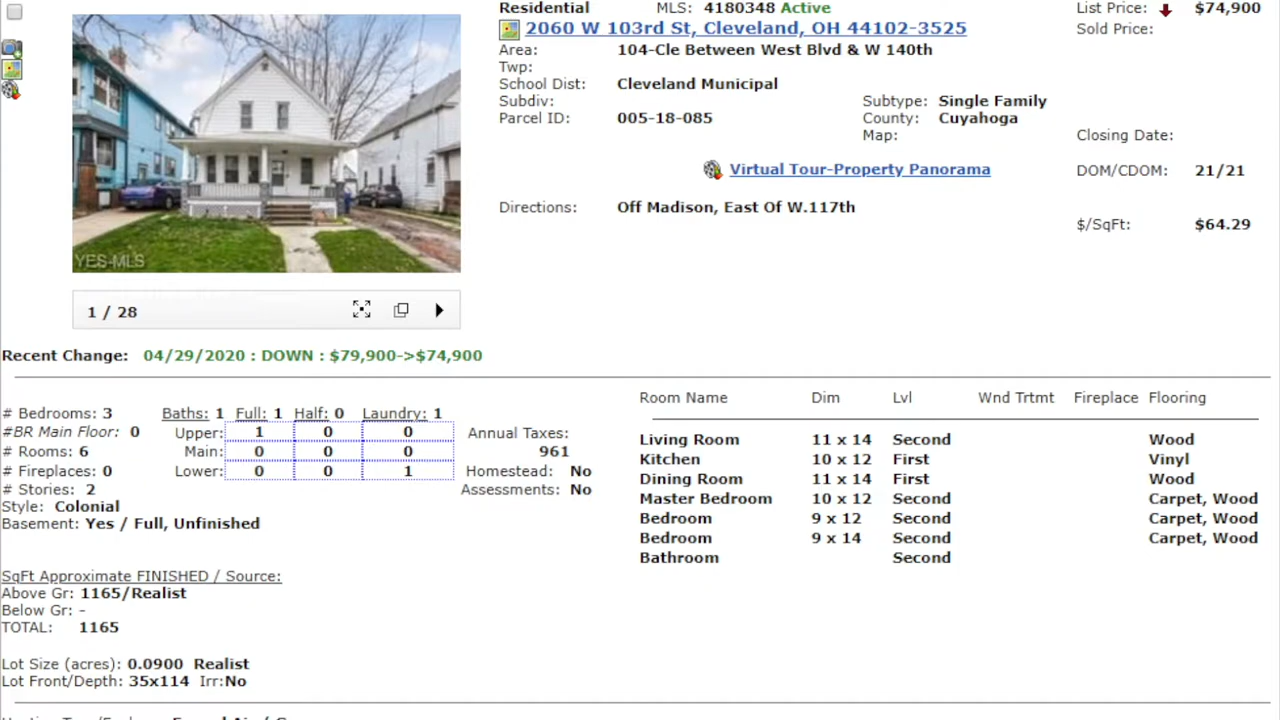 Residential MLS: 4180348 Active List Price: $74,900
2060 W 103rd St, Cleveland, OH 44102-3525 Sold Price:
Area: 104-Cle Between West Blvd & W 140th
Twp:
School Dist: Cleveland Municipal
Subdiv: Subtype: Single Family
Parcel ID: 005-18-085 County: Cuyahoga
Map: Closing Date:
Virtual Tour-Property Panorama DOM/CDOM: 21/21
Directions: Off Madison, East Of W.117th
$/SqFt: $64.29
YES-MLS
1 / 28
Recent Change: 04/29/2020 : DOWN : $79,900->$74,900
Room Name Dim Lvl Wnd Trtmt Fireplace Flooring
# Bedrooms: 3 Baths: 1 Full: 1 Half: 0 Laundry: 1
#BR Main Floor: 0 Upper: 1 0 0 Annual Taxes:
# Rooms: 6 Main: 0 0 0 961
# Fireplaces: 0 Lower: 0 0 1 Homestead: No
# Stories: 2 Assessments: No
Style: Colonial
Basement: Yes / Full, Unfinished
Living Room 11 x 14 Second Wood
Kitchen 10 x 12 First Vinyl
Dining Room 11 x 14 First Wood
Master Bedroom 10 x 12 Second Carpet, Wood
Bedroom 9 x 12 Second Carpet, Wood
Bedroom 9 x 14 Second Carpet, Wood
Bathroom Second
SqFt Approximate FINISHED / Source:
Above Gr: 1165/Realist
Below Gr: -
TOTAL: 1165
Lot Size (acres): 0.0900 Realist
Lot Front/Depth: 35x114 Irr:No